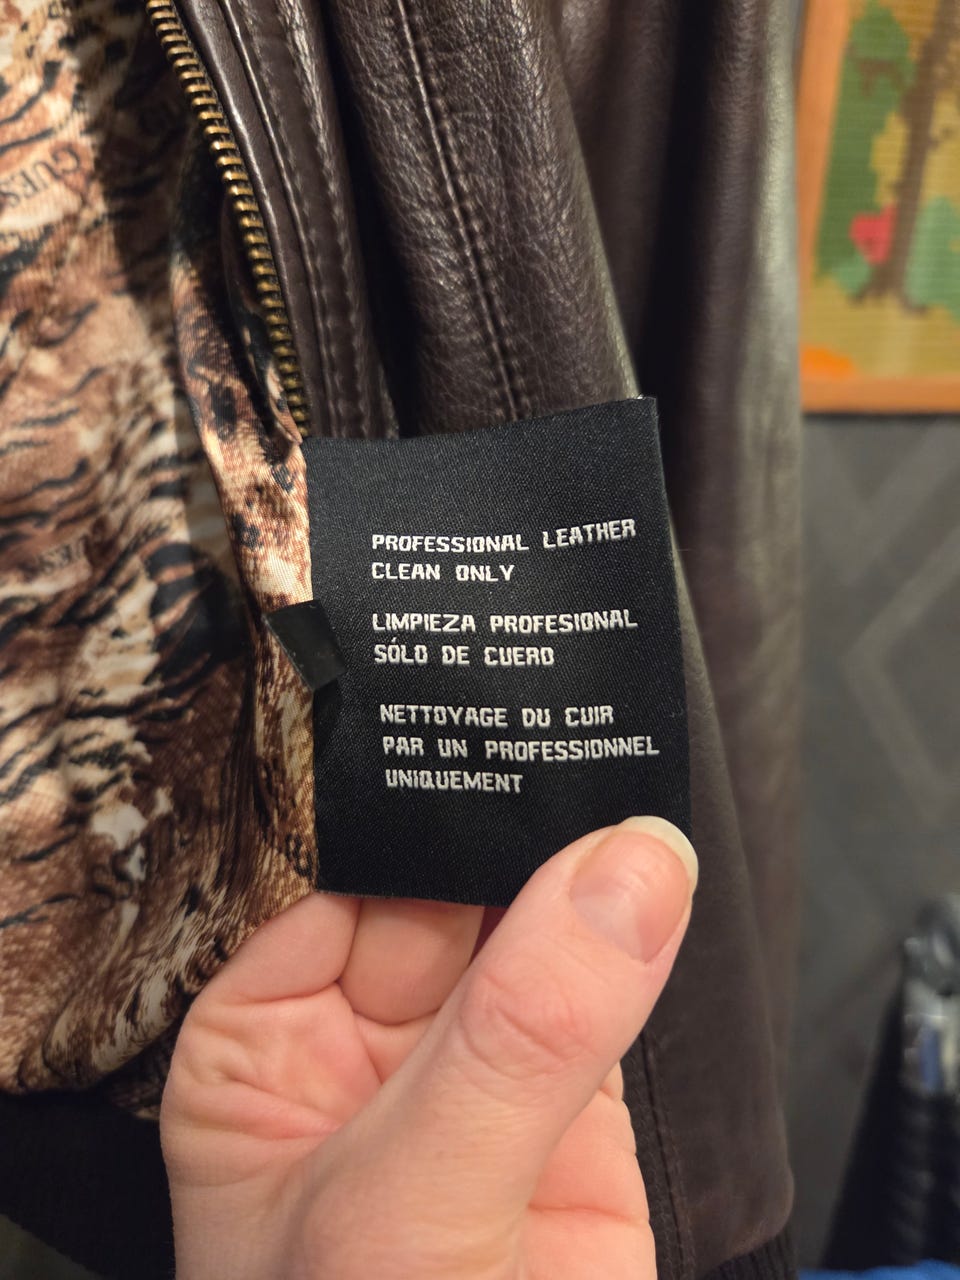 PROFESSIONAL LEATHER
CLEAN ONLY
LIMPIEZA PROFESIONAL
SÓLO DE CUERO
NETTOYAGE DU CUIR
PAR UN PROFESSIONNEL
UNIQUEMENT